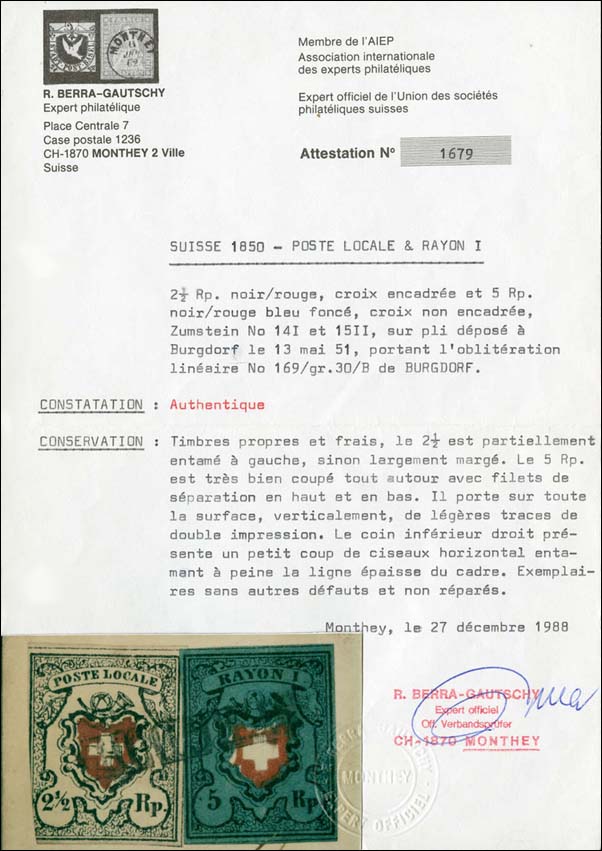 MONTHEY
R. BERRA-GAUTSCHY
Expert philatélique
Place Centrale 7
Case postale 1236
CH-1870 MONTHEY 2 Ville
Suisse
Membre de l'AIEP
Association internationale
des experts philatéliques
Expert officiel de l'Union des sociétés
philatéliques suisses
Attestation N° 1679
SUISSE 1850 - POSTE LOCALE & RAYON I
2½ Rp. noir/rouge, croix encadrée et 5 Rp.
noir/rouge bleu foncé, croix non encadrée,
Zumstein No 14I et 15II, sur pli déposé à
Burgdorf le 13 mai 51, portant l'oblitération
linéaire No 169/gr.30/B de BURGDORF.
CONSTATATION : Authentique
CONSERVATION : Timbres propres et frais, le 2½ est partiellement
entamé à gauche, sinon largement margé. Le 5 Rp.
est très bien coupé tout autour avec filets de
séparation en haut et en bas. Il porte sur toute
la surface, verticalement, de légères traces de
double impression. Le coin inférieur droit pré-
sente un petit coup de ciseaux horizontal enta-
mant à peine la ligne épaisse du cadre. Exemplai-
res sans autres défauts et non réparés.
Monthey, le 27 décembre 1988
POSTE LOCALE
2½ Rp.
RAYON I
5 Rp.
R. BERRA-GAUTSCHY
Expert officiel
Off. Verbandsprüfer
CH-1870 MONTHEY
BERRA GAUTSCHY
MONTHEY
EXPERT OFFICIEL